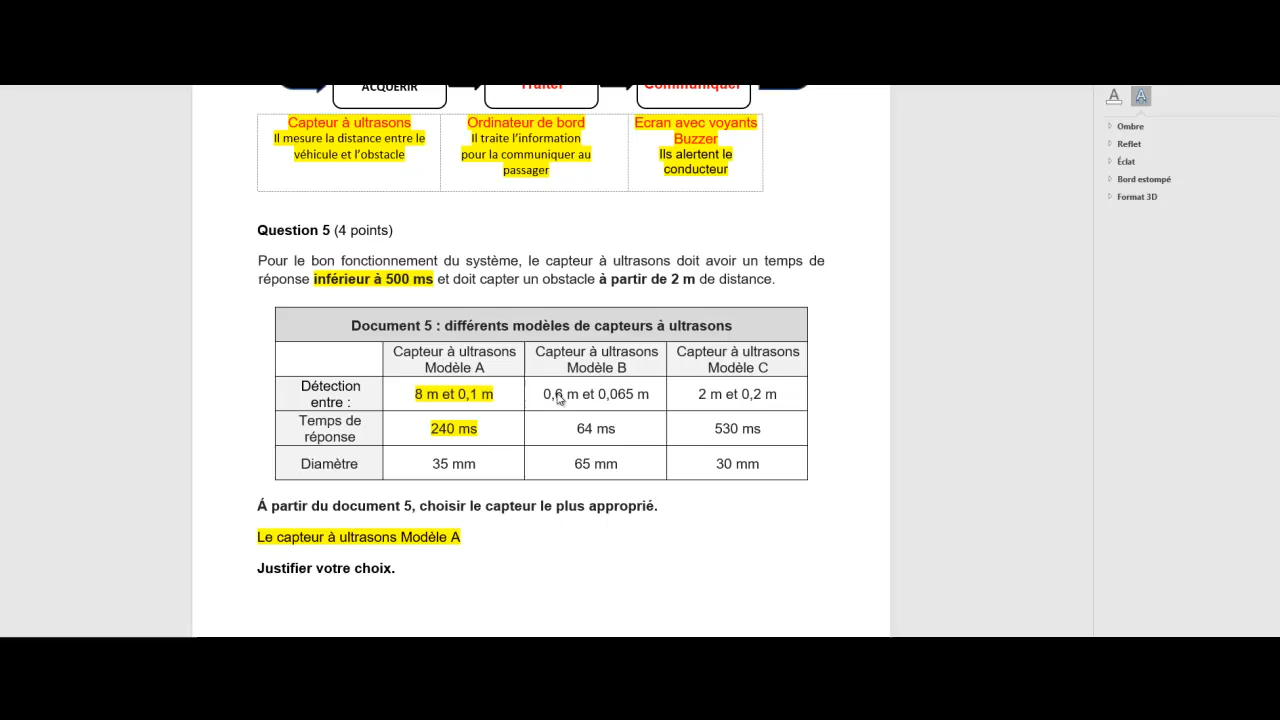 ACQUÉRIR
Traiter
Communiquer
Capteur à ultrasons
Il mesure la distance entre le
véhicule et l’obstacle
Ordinateur de bord
Il traite l’information
pour la communiquer au
passager
Ecran avec voyants
Buzzer
Ils alertent le
conducteur
A
A
Ombre
Reflet
Éclat
Bord estompé
Format 3D
Question 5 (4 points)
Pour le bon fonctionnement du système, le capteur à ultrasons doit avoir un temps de
réponse inférieur à 500 ms et doit capter un obstacle à partir de 2 m de distance.
Document 5 : différents modèles de capteurs à ultrasons
Capteur à ultrasons
Modèle A
Capteur à ultrasons
Modèle B
Capteur à ultrasons
Modèle C
Détection
entre :
8 m et 0,1 m
0,6 m et 0,065 m
2 m et 0,2 m
Temps de
réponse
240 ms
64 ms
530 ms
Diamètre
35 mm
65 mm
30 mm
Á partir du document 5, choisir le capteur le plus approprié.
Le capteur à ultrasons Modèle A
Justifier votre choix.